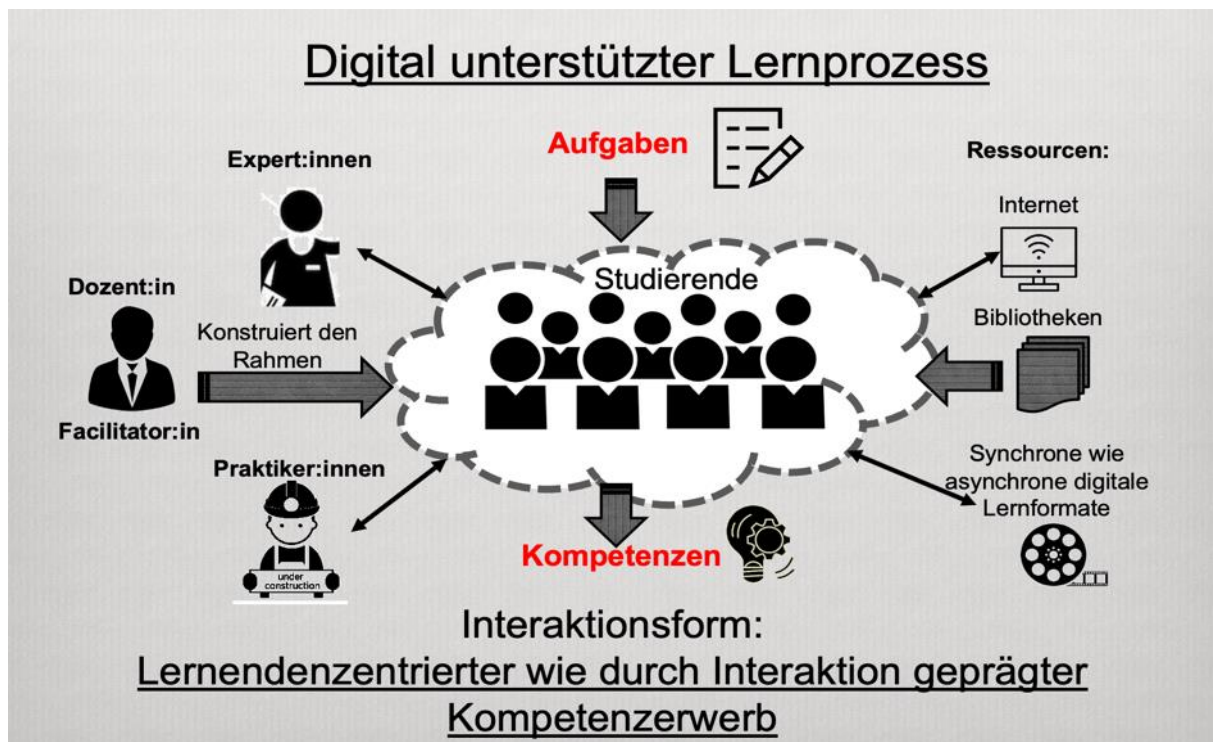 Digital unterstützter Lernprozess
Aufgaben
Expert:innen
Ressourcen:
Internet
Studierende
Dozent:in
Konstruiert den
Rahmen
Bibliotheken
Facilitator:in
Praktiker:innen
under
construction
Synchrone wie
asynchrone digitale
Lernformate
Kompetenzen
Interaktionsform:
Lernendenzentrierter wie durch Interaktion geprägter
Kompetenzerwerb